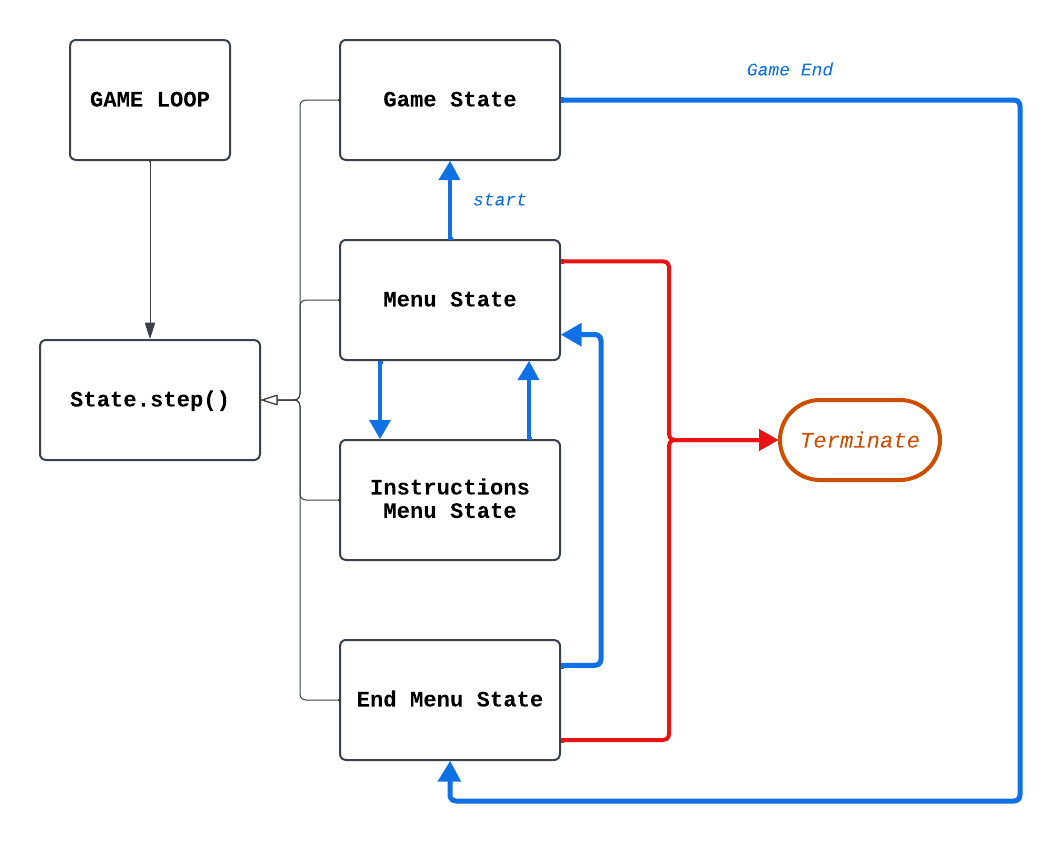 GAME LOOP
Game State
Game End
start
Menu State
State.step()
Instructions
Menu State
Terminate
End Menu State